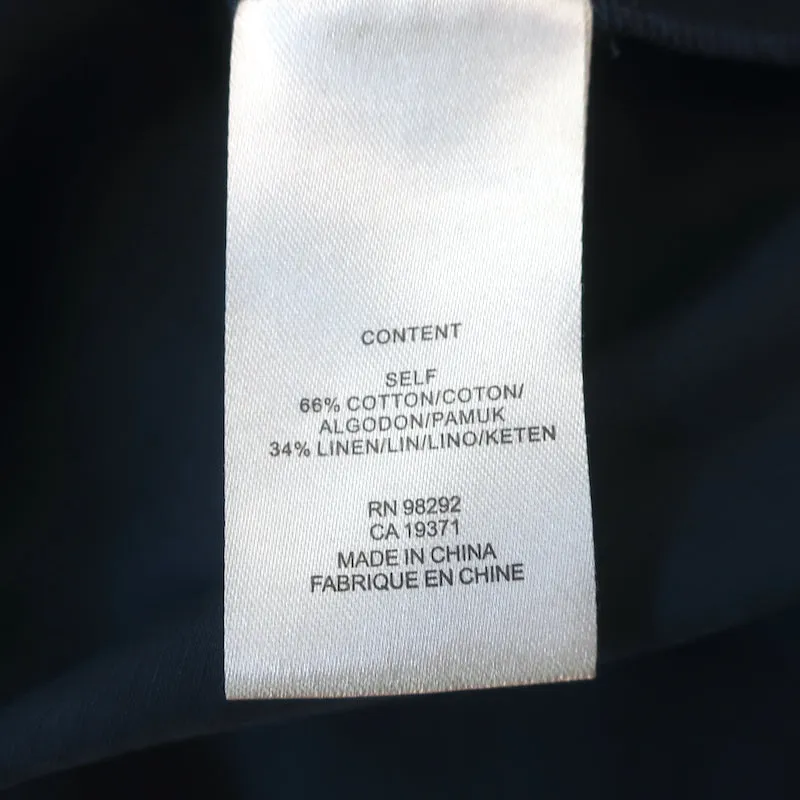 CONTENT
SELF
66% COTTON/COTON/
ALGODON/PAMUK
34% LINEN/LIN/LINO/KETEN
RN 98292
CA 19371
MADE IN CHINA
FABRIQUE EN CHINE